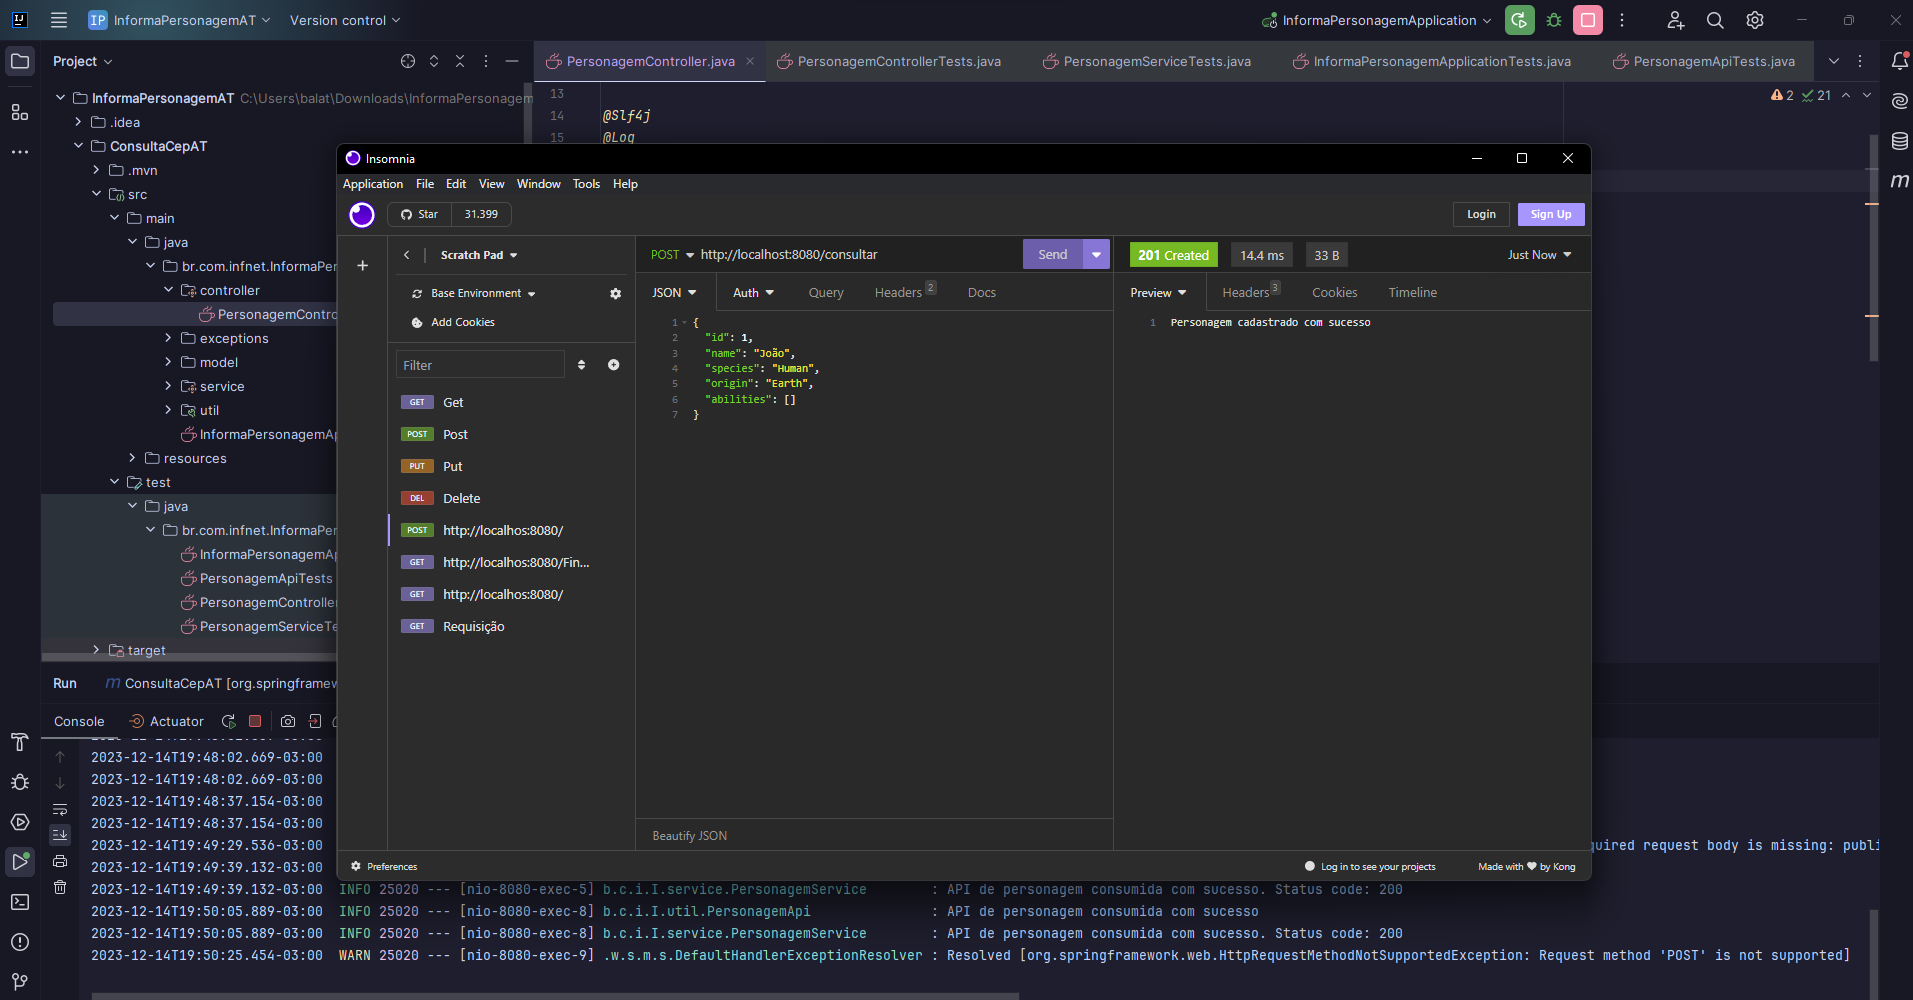 IJ
IP InformaPersonagemAT
Version control
InformaPersonagemApplication
Project
PersonagemController.java
PersonagemControllerTests.java
PersonagemServiceTests.java
InformaPersonagemApplicationTests.java
PersonagemApiTests.java
InformaPersonagemAT C:\Users\balat\Downloads\InformaPersonagem
.idea
ConsultaCepAT
.mvn
src
main
java
br.com.infnet.InformaPer
controller
PersonagemContro
exceptions
model
service
util
InformaPersonagemAp
resources
test
java
br.com.infnet.InformaPer
InformaPersonagemAp
PersonagemApiTests
PersonagemController
PersonagemServiceTe
target
13
14 @Slf4j
15 @Log
2 21
m
Insomnia
Application File Edit View Window Tools Help
Star 31.399
Login
Sign Up
Scratch Pad
Base Environment
Add Cookies
Filter
GET Get
POST Post
PUT Put
DEL Delete
POST http://localhos:8080/
GET http://localhos:8080/Fin...
GET http://localhos:8080/
GET Requisição
POST http://localhost:8080/consultar
Send
JSON Auth Query Headers 2 Docs
1 {
2 "id": 1,
3 "name": "João",
4 "species": "Human",
5 "origin": "Earth",
6 "abilities": []
7 }
Beautify JSON
201 Created 14.4 ms 33 B Just Now
Preview Headers 3 Cookies Timeline
1 Personagem cadastrado com sucesso
Preferences
Log in to see your projects
Made with by Kong
Run m ConsultaCepAT [org.springframew
Console Actuator
2023-12-14T19:48:02.669-03:00
2023-12-14T19:48:02.669-03:00
2023-12-14T19:48:37.154-03:00
2023-12-14T19:48:37.154-03:00
2023-12-14T19:49:29.536-03:00 quired request body is missing: publi
2023-12-14T19:49:39.132-03:00
2023-12-14T19:49:39.132-03:00 INFO 25020 --- [nio-8080-exec-5] b.c.i.I.service.PersonagemService : API de personagem consumida com sucesso. Status code: 200
2023-12-14T19:50:05.889-03:00 INFO 25020 --- [nio-8080-exec-8] b.c.i.I.util.PersonagemApi : API de personagem consumida com sucesso
2023-12-14T19:50:05.889-03:00 INFO 25020 --- [nio-8080-exec-8] b.c.i.I.service.PersonagemService : API de personagem consumida com sucesso. Status code: 200
2023-12-14T19:50:25.454-03:00 WARN 25020 --- [nio-8080-exec-9] .w.s.m.s.DefaultHandlerExceptionResolver : Resolved [org.springframework.web.HttpRequestMethodNotSupportedException: Request method 'POST' is not supported]